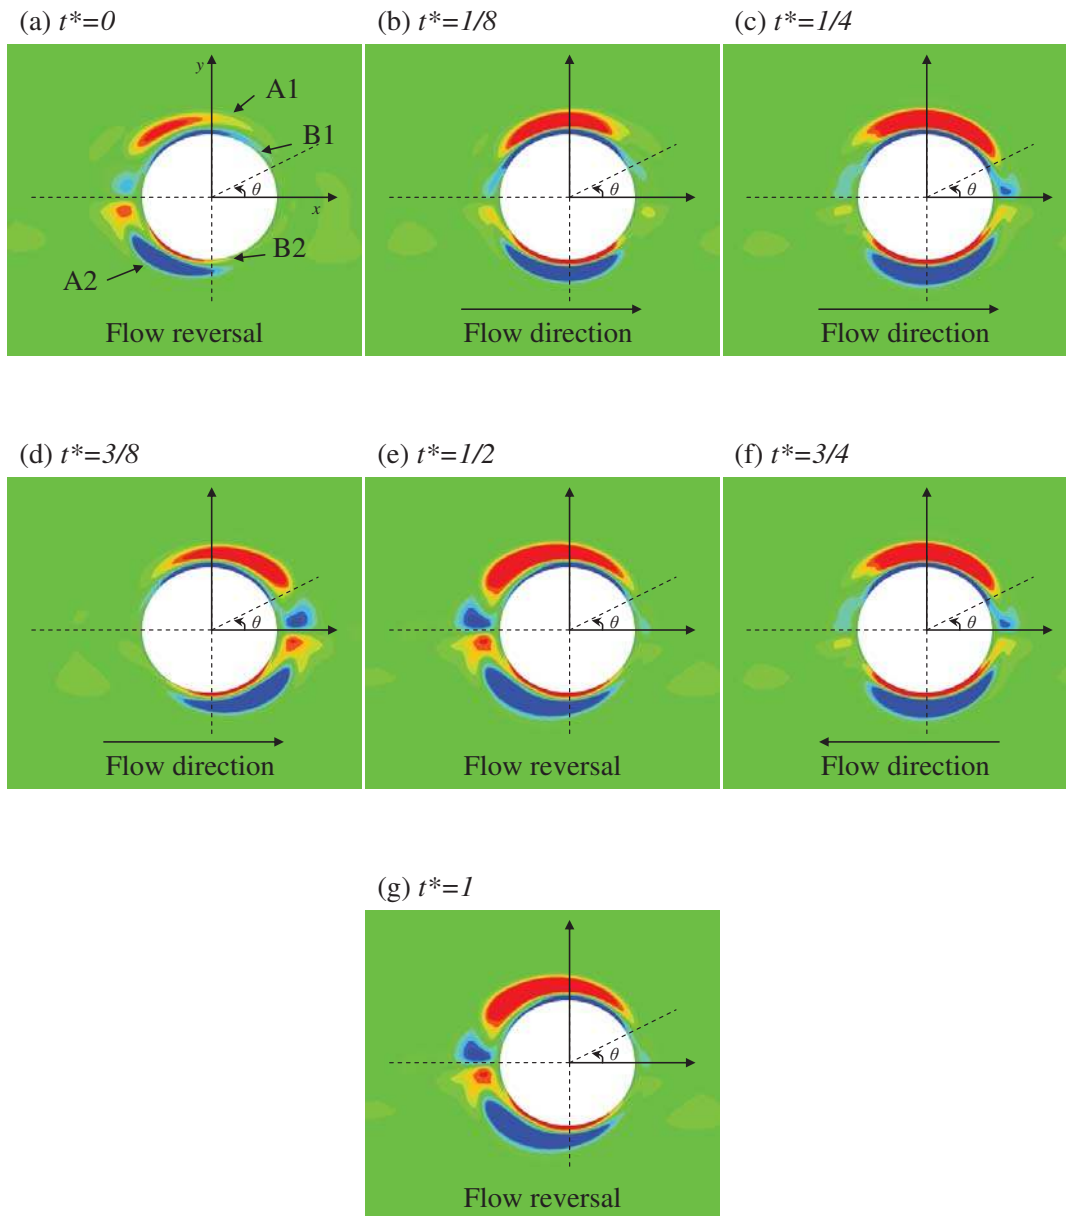 (a) t*=0
(b) t*=1/8
(c) t*=1/4
y
A1
B1
θ
x
B2
A2
Flow reversal
θ
Flow direction
θ
Flow direction
(d) t*=3/8
(e) t*=1/2
(f) t*=3/4
θ
Flow direction
θ
Flow reversal
θ
Flow direction
(g) t*=1
θ
Flow reversal